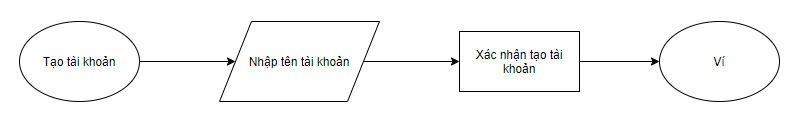 Tạo tài khoản
Nhập tên tài khoản
Xác nhận tạo tài
khoản
Ví